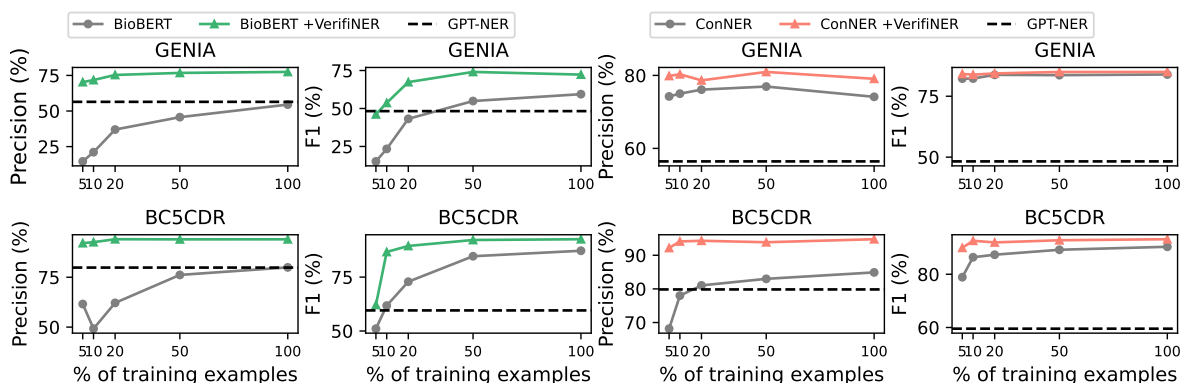 BioBERT BioBERT +VerifiNER GPT-NER
ConNER ConNER +VerifiNER GPT-NER
GENIA GENIA GENIA GENIA
Precision (%) F1 (%) Precision (%) F1 (%)
75 50 25
75 50 25
80 60
75 50
5 10 20 50 100
5 10 20 50 100
5 10 20 50 100
5 10 20 50 100
BC5CDR BC5CDR BC5CDR BC5CDR
Precision (%) F1 (%) Precision (%) F1 (%)
75 50
75 50
90 80 70
80 60
5 10 20 50 100
5 10 20 50 100
5 10 20 50 100
5 10 20 50 100
% of training examples % of training examples % of training examples % of training examples